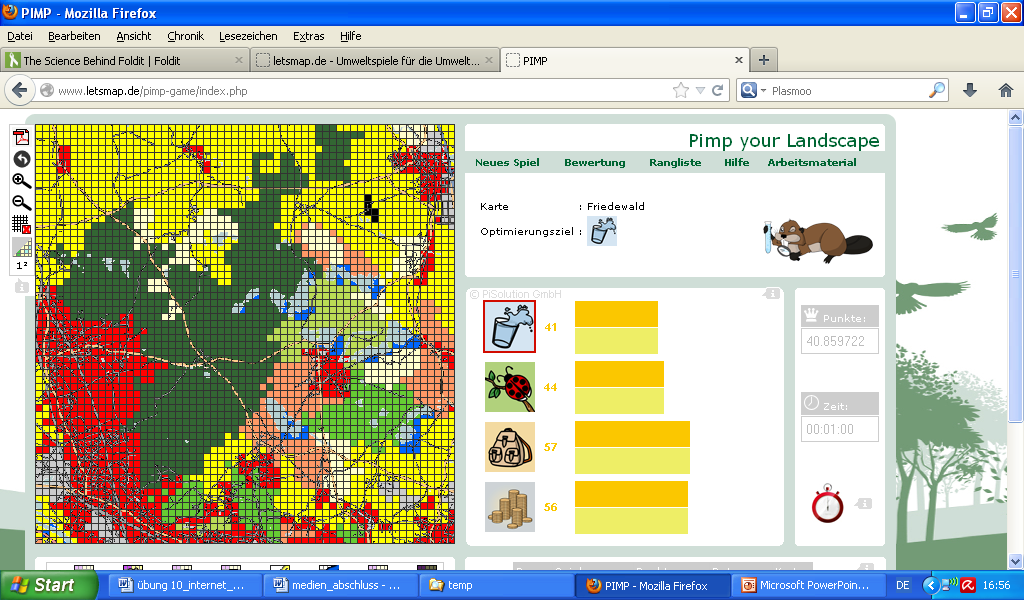 PIMP - Mozilla Firefox
Datei Bearbeiten Ansicht Chronik Lesezeichen Extras Hilfe
The Science Behind Foldit | Foldit
letsmap.de - Umweltspiele für die Umwelt...
PIMP
www.letsmap.de/pimp-game/index.php
Plasmoo
Pimp your Landscape
Neues Spiel Bewertung Rangliste Hilfe Arbeitsmaterial
Karte : Friedewald
Optimierungsziel :
1²
© PiSolution GmbH
41
44
57
56
Punkte:
40.859722
Zeit:
00:01:00
Start
übung 10_internet_...
medien_abschluss - ...
temp
PIMP - Mozilla Firefox
Microsoft PowerPoin...
DE
16:56